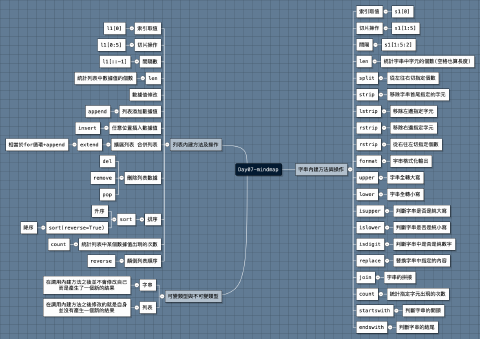 Day07-mindmap
字串內建方法與操作
索引取值
s1[0]
切片操作
s1[1:5]
間隔
s1[1:5:2]
len
統計字串中字元的個數(空格也算長度)
split
從左往右切指定個數
strip
移除字串首尾指定的字元
lstrip
移除左邊指定字元
rstrip
移除右邊指定字元
rstrip
從右往左切指定個數
format
字串格式化輸出
upper
字串全轉大寫
lower
字串全轉小寫
isupper
判斷字串是否是純大寫
islower
判斷字串是否是純小寫
isdigit
判斷字串中是否是純數字
replace
替換字串中指定的內容
join
字串的拼接
count
統計指定字元出現的次數
startswith
判斷字串的開頭
endswith
判斷字串的結尾
列表內建方法及操作
索引取值
l1[0]
切片操作
l1[0:5]
間隔數
l1[::-1]
len
統計列表中數據值的個數
數據值修改
列表添加數據值
append
任意位置插入數據值
insert
擴展列表 合併列表
extend
相當於for循環+append
刪除列表數據
del
remove
pop
排序
sort
升序
sort(reverse=True)
降序
統計列表中某個數據值出現的次數
count
顛倒列表順序
reverse
可變類型與不可變類型
字串
在調用內建方法之後並不會修改自己
而是產生了一個新的結果
列表
在調用內建方法之後修改的就是自身
並沒有產生一個新的結果